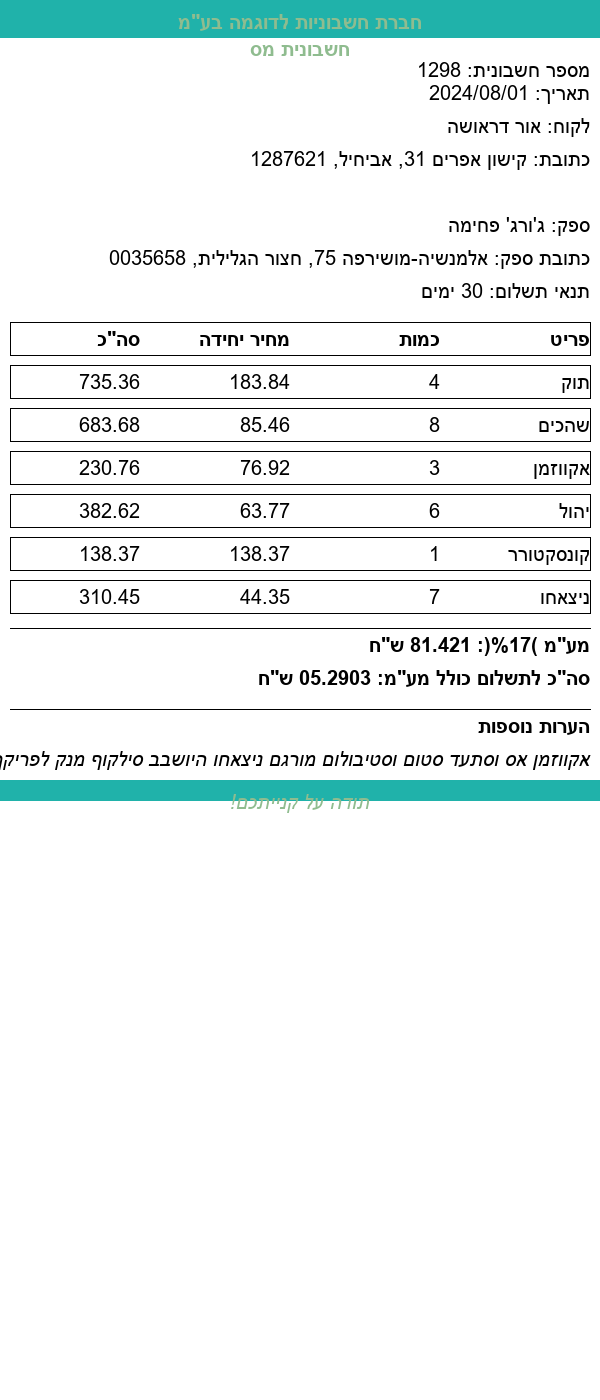 חברת חשבוניות לדוגמה בע"מ
חשבונית מס
מספר חשבונית: 1298
תאריך: 2024/08/01
לקוח: אור דראושה
כתובת: קישון אפרים 31, אביחיל, 1287621
ספק: ג'ורג' פחימה
כתובת ספק: אלמנשיה-מושירפה 75, חצור הגלילית, 0035658
תנאי תשלום: 30 ימים
פריט כמות מחיר יחידה סה"כ
תוק 4 183.84 735.36
שהכים 8 85.46 683.68
אקווזמן 3 76.92 230.76
יהול 6 63.77 382.62
קונסקטורר 1 138.37 138.37
ניצאחו 7 44.35 310.45
מע"מ )17%(: 81.421 ש"ח
סה"כ לתשלום כולל מע"מ: 05.2903 ש"ח
הערות נוספות
אקווזמן אס וסתעד סטום וסטיבולום מורגם ניצאחו היושבב סילקוף מנק לפריקך
תודה על קנייתכם!